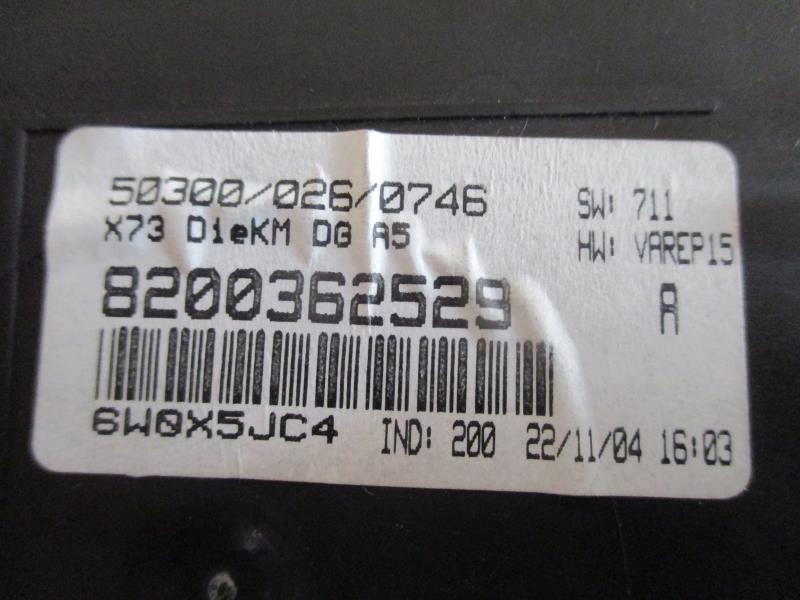 50300/026/0746 SW: 711
X73 DieKM DG A5 HW: VAREP15
8200362529 A
6W0X5JC4 IND: 200 22/11/04 16:03